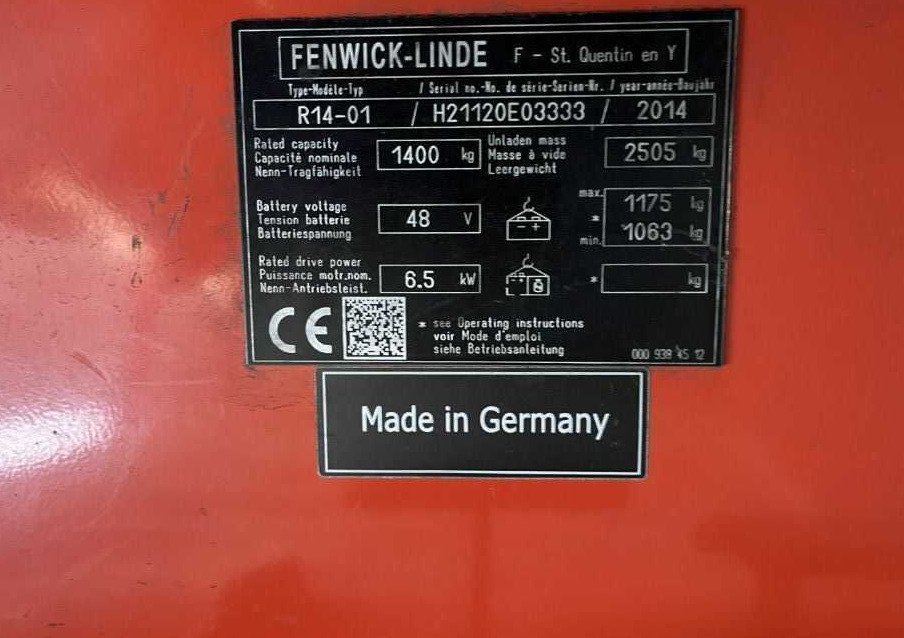 FENWICK-LINDE F - St. Quentin en Y
Type-Modèle-Typ / Serial no.-No. de série-Serien-Nr. / year-année-Baujahr
R14-01 / H21120E03333 / 2014
Rated capacity
Capacité nominale
Nenn-Tragfähigkeit
1400 kg
Unladen mass
Masse à vide
Leergewicht
2505 kg
Battery voltage
Tension batterie
Batteriespannung
48 V
- +
max. 1175 kg
*
min. 1063 kg
Rated drive power
Puissance motr.nom.
Nenn-Antriebsleist.
6.5 kW
* kg
CE
* see Operating instructions
voir Mode d'emploi
siehe Betriebsanleitung
000 938 45 12
Made in Germany